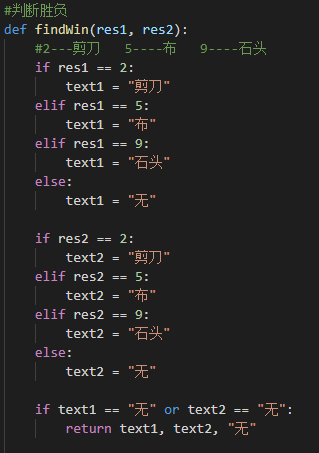 #判断胜负
def findWin(res1, res2):
    #2---剪刀   5----布   9----石头
    if res1 == 2:
        text1 = "剪刀"
    elif res1 == 5:
        text1 = "布"
    elif res1 == 9:
        text1 = "石头"
    else:
        text1 = "无"

    if res2 == 2:
        text2 = "剪刀"
    elif res2 == 5:
        text2 = "布"
    elif res2 == 9:
        text2 = "石头"
    else:
        text2 = "无"

    if text1 == "无" or text2 == "无":
        return text1, text2, "无"